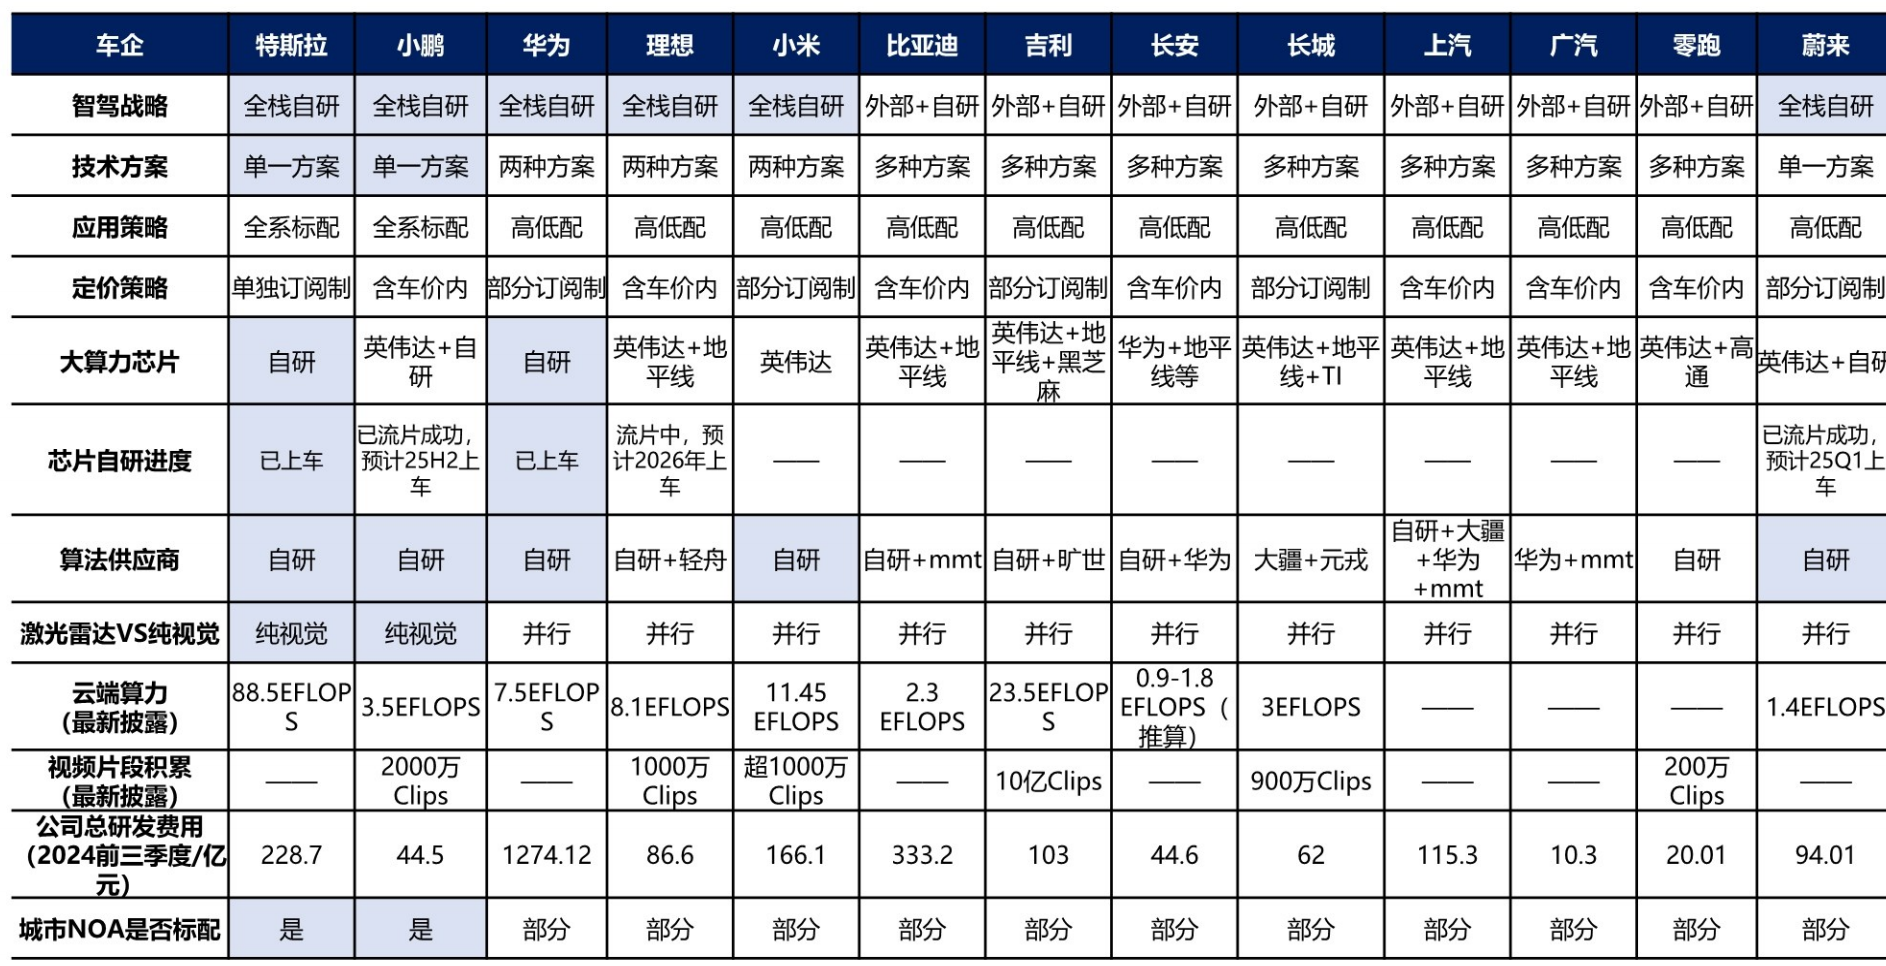 车企 特斯拉 小鹏 华为 理想 小米 比亚迪 吉利 长安 长城 上汽 广汽 零跑 蔚来
智驾战略 全栈自研 全栈自研 全栈自研 全栈自研 全栈自研 外部+自研 外部+自研 外部+自研 外部+自研 外部+自研 外部+自研 外部+自研 全栈自研
技术方案 单一方案 单一方案 两种方案 两种方案 两种方案 多种方案 多种方案 多种方案 多种方案 多种方案 多种方案 多种方案 单一方案
应用策略 全系标配 全系标配 高低配 高低配 高低配 高低配 高低配 高低配 高低配 高低配 高低配 高低配 高低配
定价策略 单独订阅制 含车价内 部分订阅制 含车价内 部分订阅制 含车价内 部分订阅制 含车价内 部分订阅制 含车价内 含车价内 含车价内 部分订阅制
大算力芯片 自研 英伟达+自研 自研 英伟达+地平线 英伟达 英伟达+地平线 英伟达+地平线+黑芝麻 华为+地平线等 英伟达+地平线+TI 英伟达+地平线 英伟达+地平线 英伟达+高通 英伟达+自研
芯片自研进度 已上车 已流片成功，预计25H2上车 已上车 流片中，预计2026年上车 —— —— —— —— —— —— —— —— 已流片成功，预计25Q1上车
算法供应商 自研 自研 自研 自研+轻舟 自研 自研+mmt 自研+旷世 自研+华为 大疆+元戎 自研+大疆+华为+mmt 华为+mmt 自研 自研
激光雷达VS纯视觉 纯视觉 纯视觉 并行 并行 并行 并行 并行 并行 并行 并行 并行 并行 并行
云端算力（最新披露） 88.5EFLOPS 3.5EFLOPS 7.5EFLOPS 8.1EFLOPS 11.45 EFLOPS 2.3 EFLOPS 23.5EFLOPS 0.9-1.8 EFLOPS（推算） 3EFLOPS —— —— —— 1.4EFLOPS
视频片段积累（最新披露） —— 2000万Clips —— 1000万Clips 超1000万Clips —— 10亿Clips —— 900万Clips —— —— 200万Clips ——
公司总研发费用（2024前三季度/亿元） 228.7 44.5 1274.12 86.6 166.1 333.2 103 44.6 62 115.3 10.3 20.01 94.01
城市NOA是否标配 是 是 部分 部分 部分 部分 部分 部分 部分 部分 部分 部分 部分